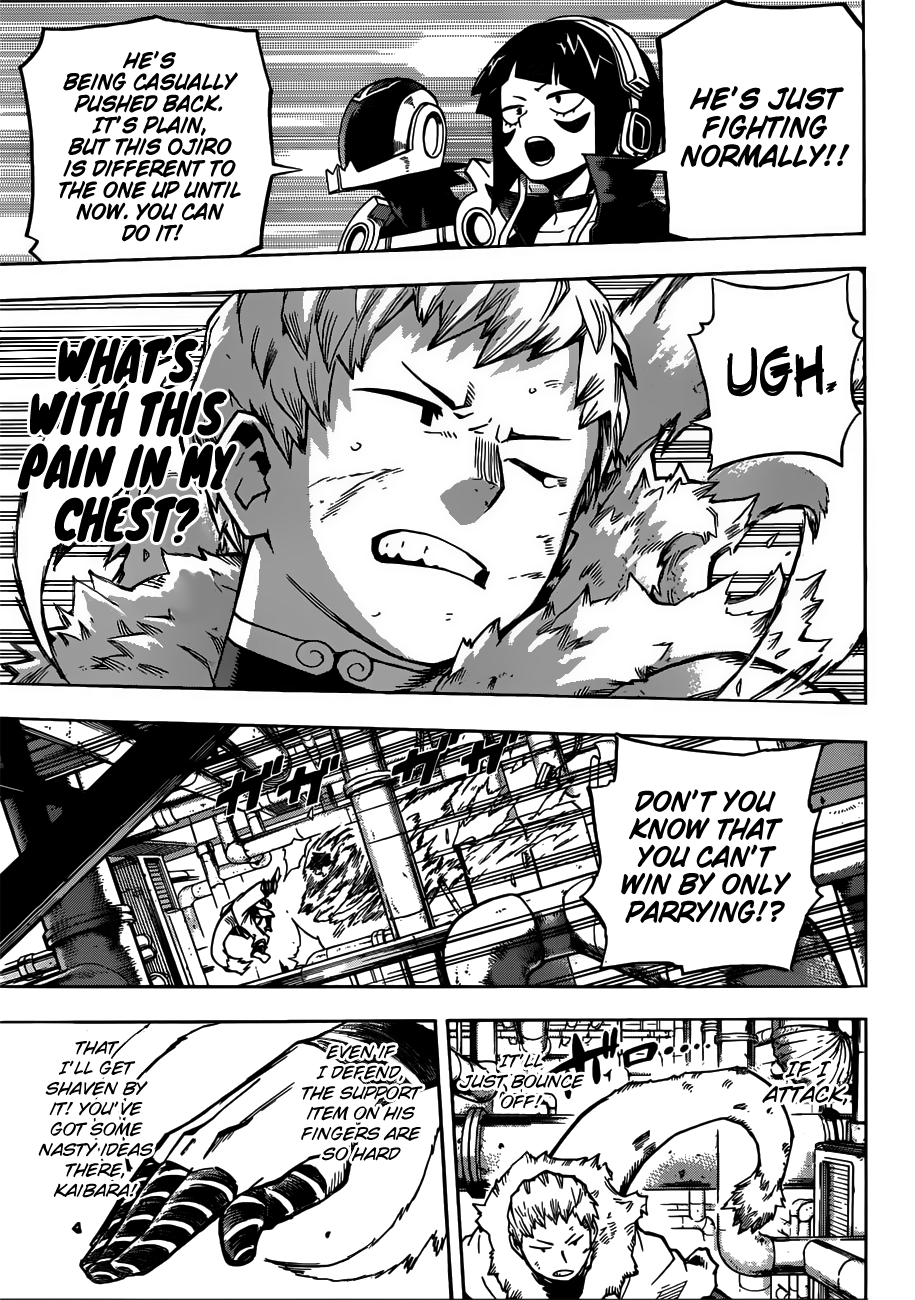 HE'S JUST
FIGHTING
NORMALLY!!
HE'S
BEING CASUALLY
PUSHED BACK.
IT'S PLAIN,
BUT THIS OJIRO
IS DIFFERENT TO
THE ONE UP UNTIL
NOW. YOU CAN
DO IT!
UGH.
WHAT'S
WITH THIS
PAIN IN MY
CHEST?
DON'T YOU
KNOW THAT
YOU CAN'T
WIN BY ONLY
PARRYING!?
ガガガガ
IF I
ATTACK,
IT'LL
JUST BOUNCE
OFF!
EVEN IF
I DEFEND,
THE SUPPORT
ITEM ON HIS
FINGERS ARE
SO HARD
THAT
I'LL GET
SHAVEN BY
IT! YOU'VE
GOT SOME
NASTY IDEAS
THERE,
KAIBARA!